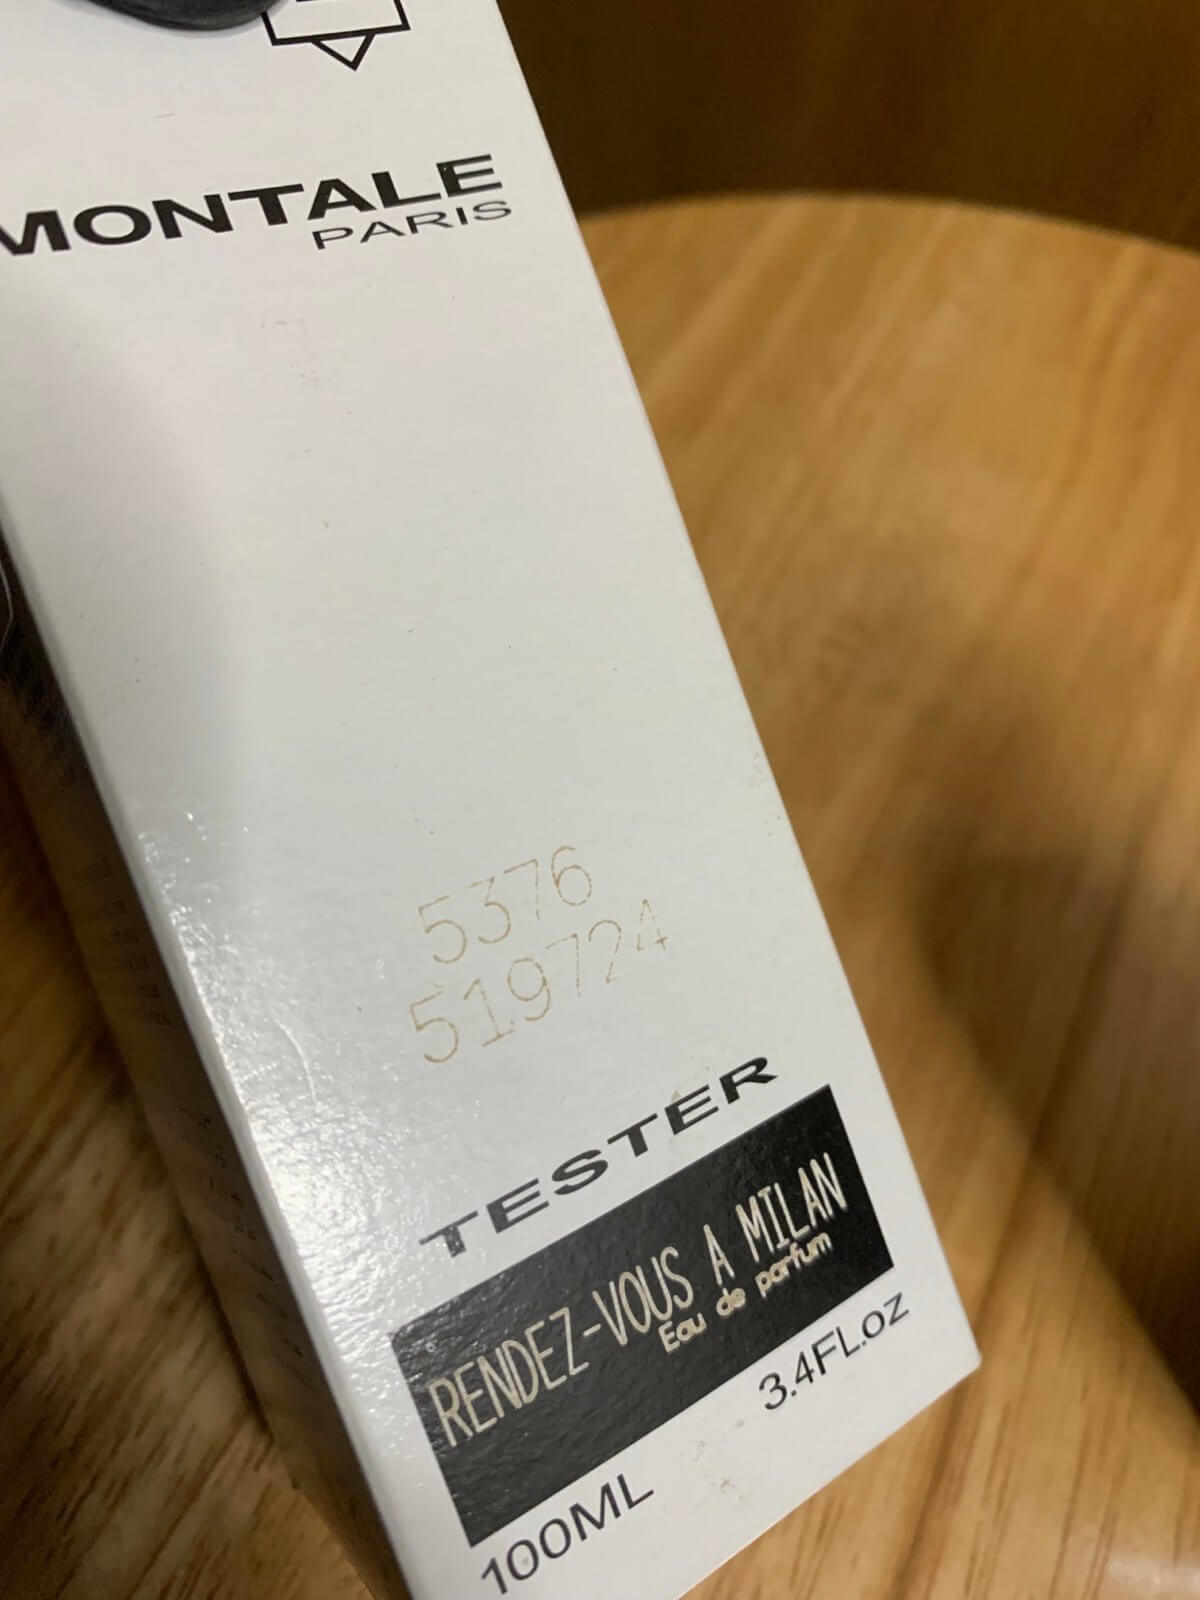 MONTALE
PARIS
5376
519724
TESTER
RENDEZ-VOUS A MILAN
Eau de parfum
100ML 3.4FL.OZ